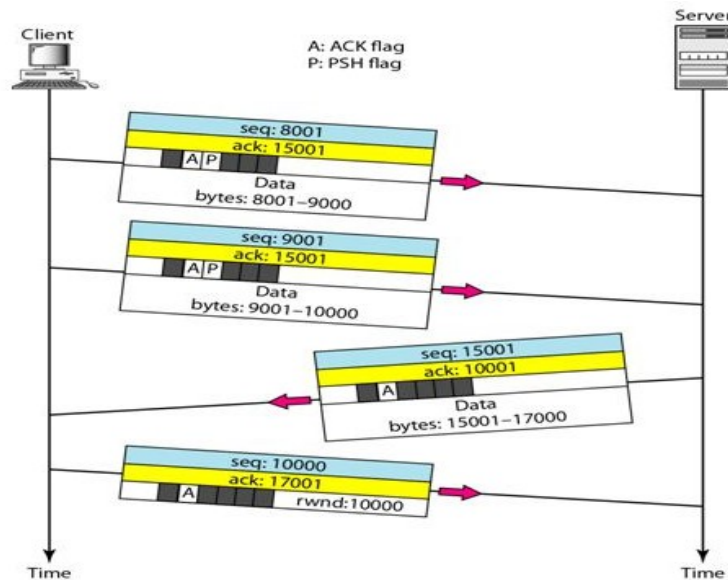 Client
Server
A: ACK flag
P: PSH flag
seq: 8001
ack: 15001
A P
Data
bytes: 8001–9000
seq: 9001
ack: 15001
A P
Data
bytes: 9001–10000
seq: 15001
ack: 10001
A
Data
bytes: 15001–17000
seq: 10000
ack: 17001
A
rwnd:10000
Time
Time